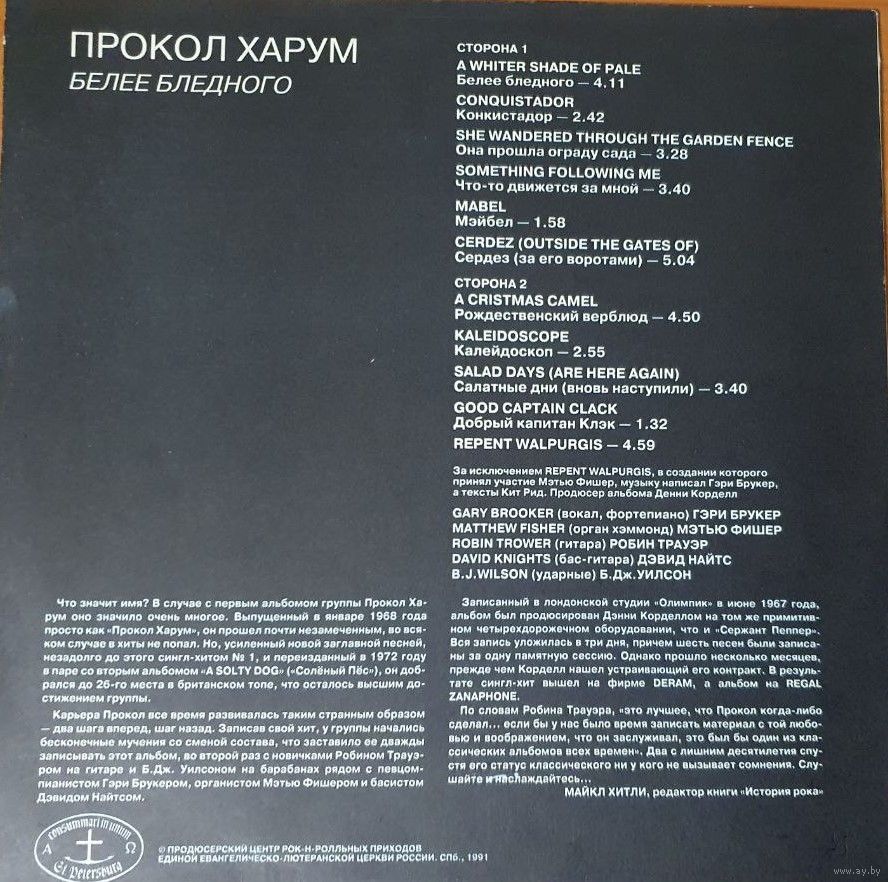 ПРОКОЛ ХАРУМ
БЕЛЕЕ БЛЕДНОГО
СТОРОНА 1
A WHITER SHADE OF PALE
Белее бледного — 4.11
CONQUISTADOR
Конкистадор — 2.42
SHE WANDERED THROUGH THE GARDEN FENCE
Она прошла ограду сада — 3.28
SOMETHING FOLLOWING ME
Что-то движется за мной — 3.40
MABEL
Мэйбел — 1.58
CERDEZ (OUTSIDE THE GATES OF)
Сердез (за его воротами) — 5.04
СТОРОНА 2
A CRISTMAS CAMEL
Рождественский верблюд — 4.50
KALEIDOSCOPE
Калейдоскоп — 2.55
SALAD DAYS (ARE HERE AGAIN)
Салатные дни (вновь наступили) — 3.40
GOOD CAPTAIN CLACK
Добрый капитан Клэк — 1.32
REPENT WALPURGIS — 4.59
За исключением REPENT WALPURGIS, в создании которого
принял участие Мэтью Фишер, музыку написал Гэри Брукер,
а тексты Кит Рид. Продюсер альбома Денни Корделл
GARY BROOKER (вокал, фортепиано) ГЭРИ БРУКЕР
MATTHEW FISHER (орган хэммонд) МЭТЬЮ ФИШЕР
ROBIN TROWER (гитара) РОБИН ТРАУЭР
DAVID KNIGHTS (бас-гитара) ДЭВИД НАЙТС
B.J.WILSON (ударные) Б.Дж.УИЛСОН
Что значит имя? В случае с первым альбомом группы Прокол Ха-
рум оно значило очень многое. Выпущенный в январе 1968 года
просто как «Прокол Харум», он прошел почти незамеченным, во вся-
ком случае в хиты не попал. Но, усиленный новой заглавной песней,
незадолго до этого сингл-хитом № 1, и переизданный в 1972 году
в паре со вторым альбомом «A SOLTY DOG» («Солёный Пёс»), он доб-
рался до 26-го места в британском топе, что осталось высшим до-
стижением группы.
Карьера Прокол все время развивалась таким странным образом
— два шага вперед, шаг назад. Записав свой хит, у группы начались
бесконечные мучения со сменой состава, что заставило ее дважды
записывать этот альбом, во второй раз с новичками Робином Трауэ-
ром на гитаре и Б.Дж. Уилсоном на барабанах рядом с певцом-
пианистом Гэри Брукером, органистом Мэтью Фишером и басистом
Дэвидом Найтсом.
Записанный в лондонской студии «Олимпик» в июне 1967 года,
альбом был продюсирован Дэнни Корделлом на том же примитив-
ном четырехдорожечном оборудовании, что и «Сержант Пеппер».
Вся запись уложилась в три дня, причем шесть песен были записа-
ны за одну памятную сессию. Однако прошло несколько месяцев,
прежде чем Корделл нашел устраивающий его контракт. В резуль-
тате сингл-хит вышел на фирме DERAM, а альбом на REGAL
ZANAPHONE.
По словам Робина Трауэра, «это лучшее, что Прокол когда-либо
сделал... если бы у нас было время записать материал с той любо-
вью и воображением, что он заслуживал, это был бы один из кла-
ссических альбомов всех времен». Два с лишним десятилетия спу-
стя его статус классического ни у кого не вызывает сомнения. Слу-
шайте и наслаждайтесь...
МАЙКЛ ХИТЛИ, редактор книги «История рока»
consummari in unum
Α Ω
St. Petersburg
℗ ПРОДЮСЕРСКИЙ ЦЕНТР РОК-Н-РОЛЛЬНЫХ ПРИХОДОВ
ЕДИНОЙ ЕВАНГЕЛИЧЕСКО-ЛЮТЕРАНСКОЙ ЦЕРКВИ РОССИИ. СПб., 1991
www.ay.by